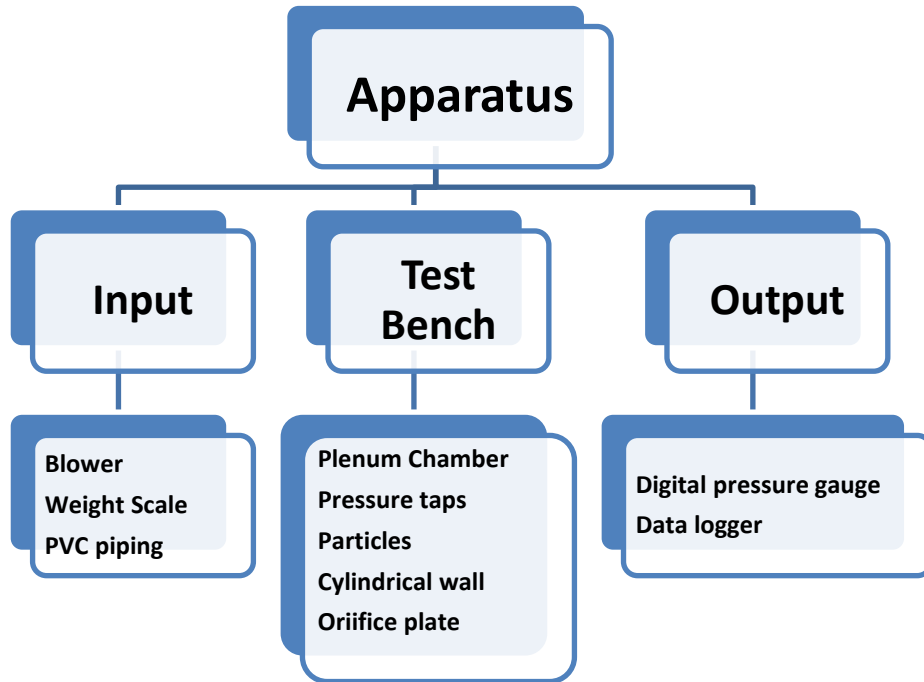 Apparatus
Input
Test
Bench
Output
Blower
Weight Scale
PVC piping
Plenum Chamber
Pressure taps
Particles
Cylindrical wall
Oriifice plate
Digital pressure gauge
Data logger